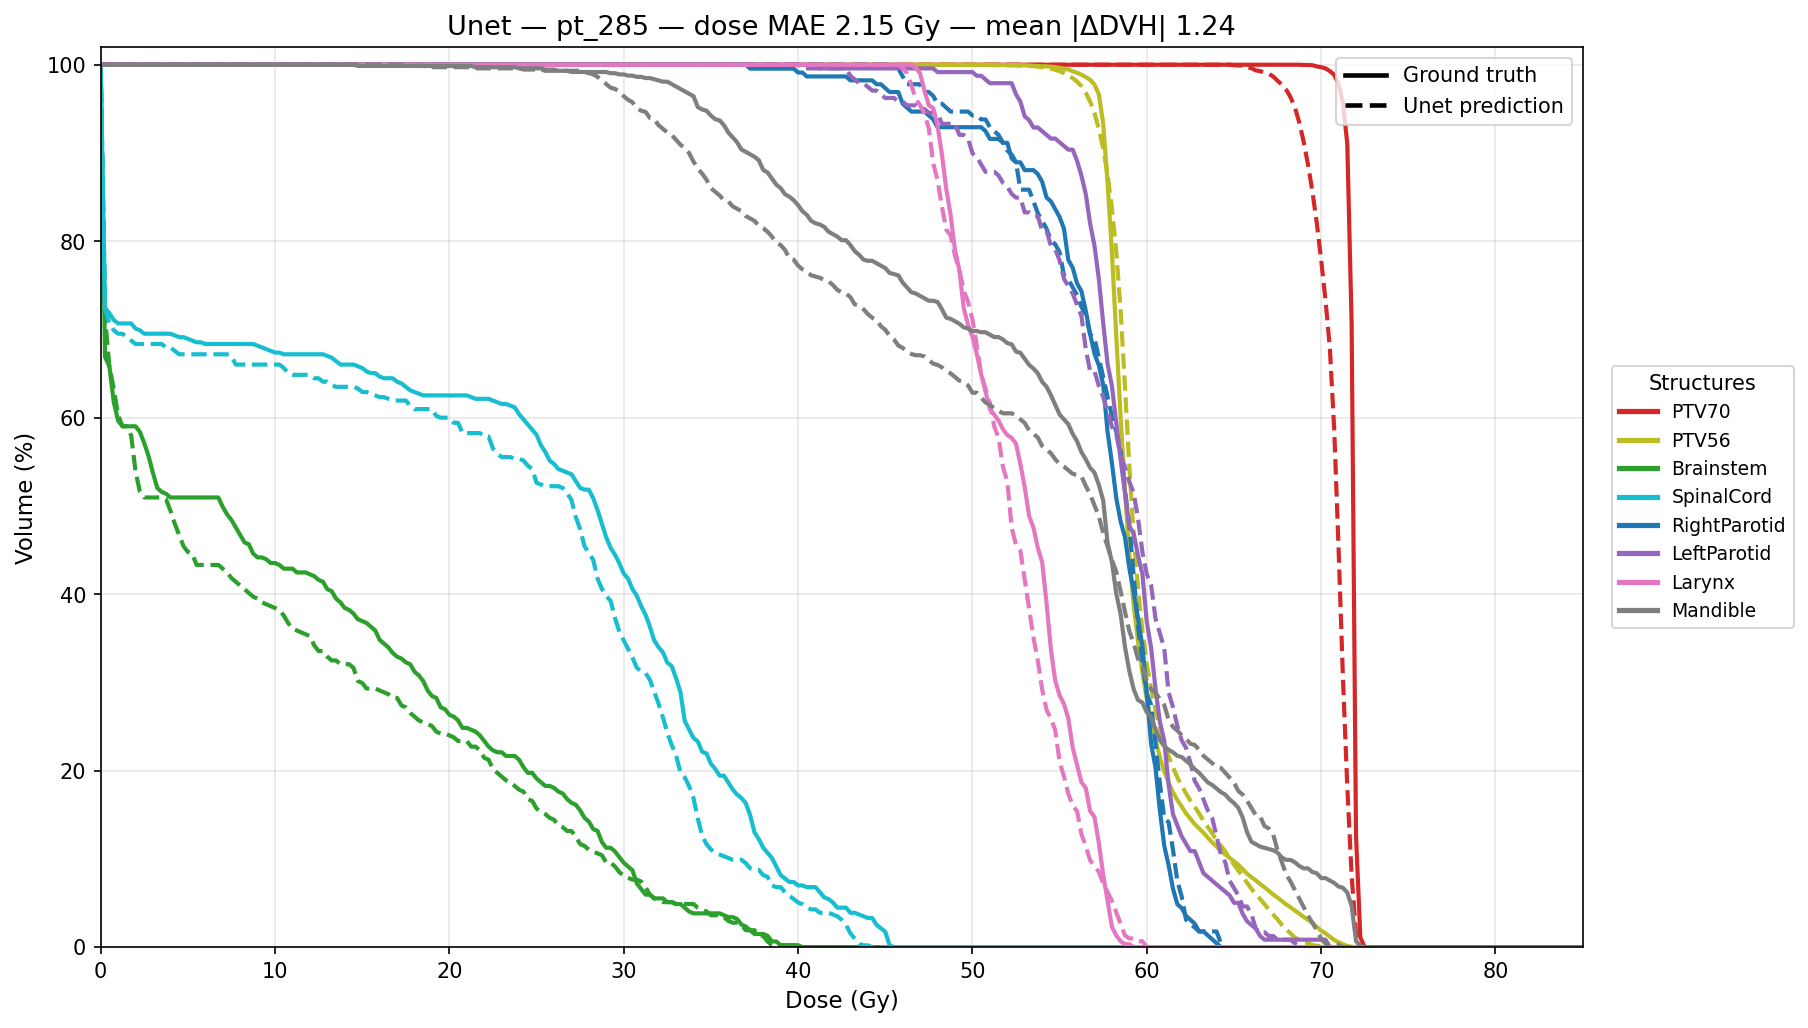 Unet — pt_285 — dose MAE 2.15 Gy — mean |ΔDVH| 1.24
Ground truth
Unet prediction
100
80
60
40
20
0
Volume (%)
0 10 20 30 40 50 60 70 80
Dose (Gy)
Structures
PTV70
PTV56
Brainstem
SpinalCord
RightParotid
LeftParotid
Larynx
Mandible